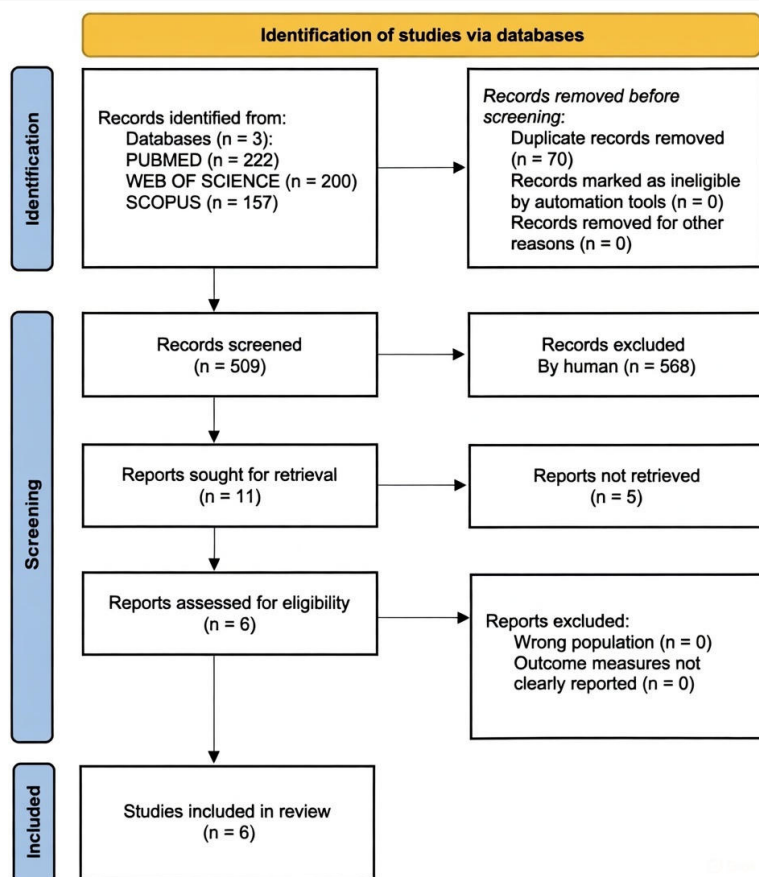 Identification of studies via databases
Identification
Records identified from:
Databases (n = 3):
PUBMED (n = 222)
WEB OF SCIENCE (n = 200)
SCOPUS (n = 157)
Records removed before
screening:
Duplicate records removed
(n = 70)
Records marked as ineligible
by automation tools (n = 0)
Records removed for other
reasons (n = 0)
Screening
Records screened
(n = 509)
Records excluded
By human (n = 568)
Reports sought for retrieval
(n = 11)
Reports not retrieved
(n = 5)
Reports assessed for eligibility
(n = 6)
Reports excluded:
Wrong population (n = 0)
Outcome measures not
clearly reported (n = 0)
Included
Studies included in review
(n = 6)